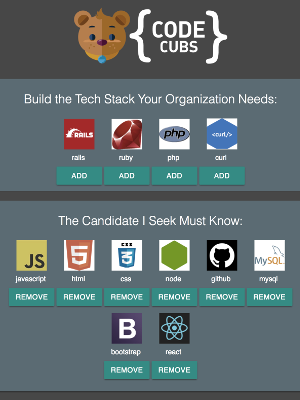 CODE
CUBS
Build the Tech Stack Your Organization Needs:
RAILS php <curl/>
rails ruby php curl
ADD ADD ADD ADD
The Candidate I Seek Must Know:
JS 5 CSS 3 MySQL
javascript html css node github mysql
REMOVE REMOVE REMOVE REMOVE REMOVE REMOVE
B
bootstrap react
REMOVE REMOVE